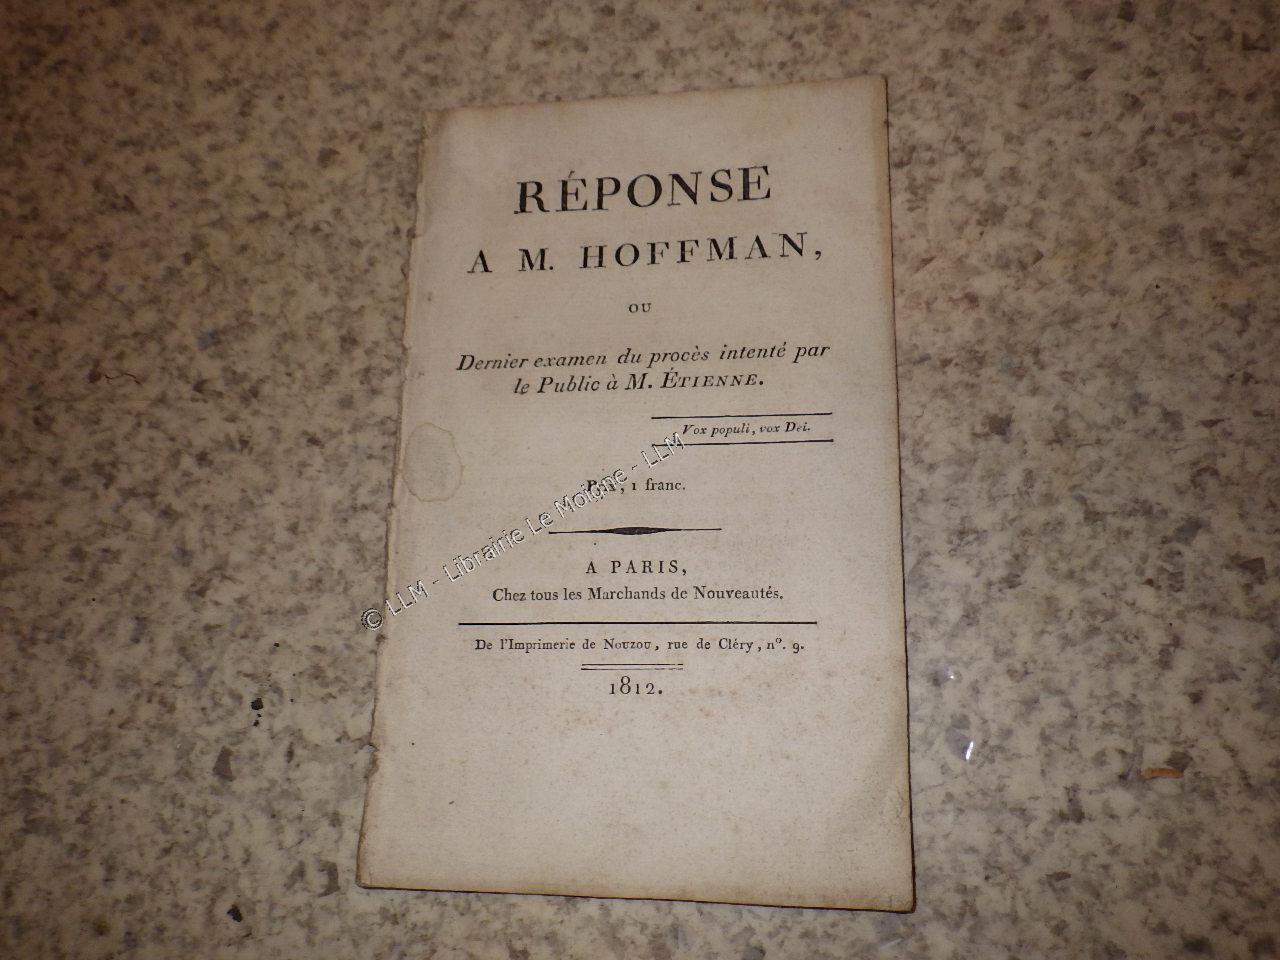 RÉPONSE
A M. HOFFMAN,
OU
Dernier examen du procès intenté par
le Public à M. ÉTIENNE.
Vox populi, vox Dei.
Prix, 1 franc.
A PARIS,
Chez tous les Marchands de Nouveautés.
De l'Imprimerie de NOUZOU, rue de Cléry, nº. 9.
1812.
© LLM - Librairie Le Moigne - LLM